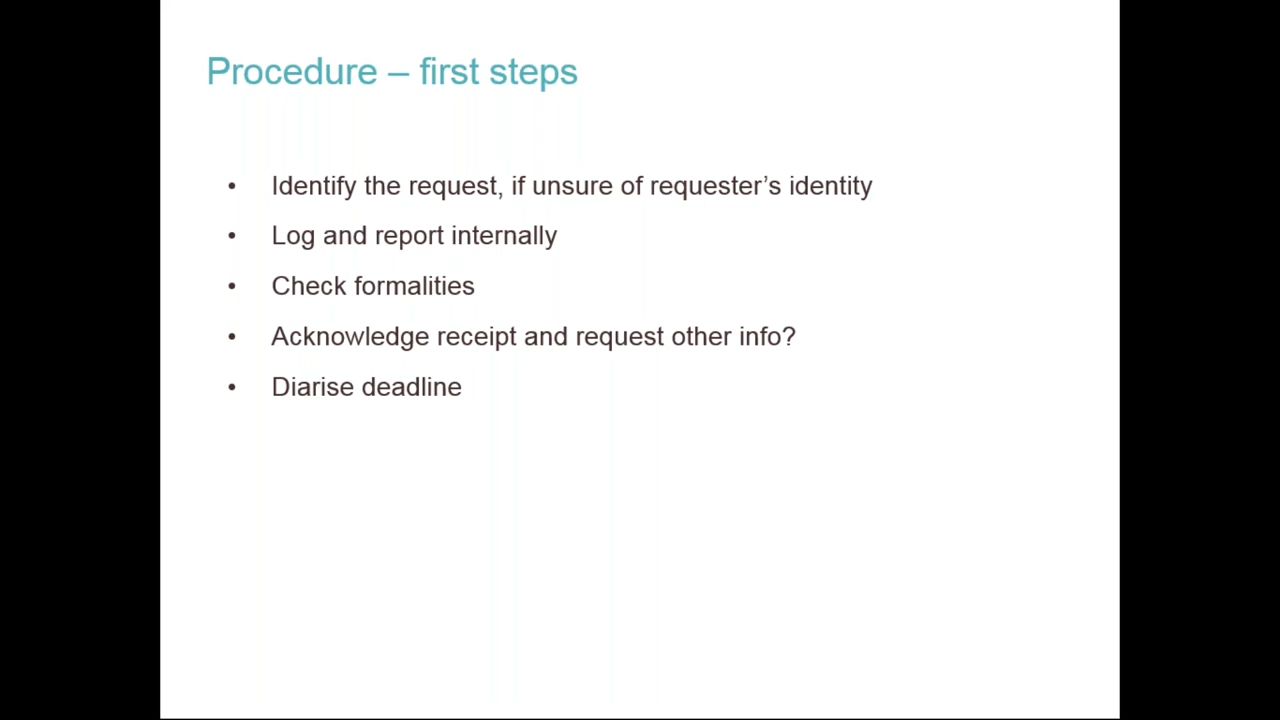 Procedure – first steps
• Identify the request, if unsure of requester’s identity
• Log and report internally
• Check formalities
• Acknowledge receipt and request other info?
• Diarise deadline